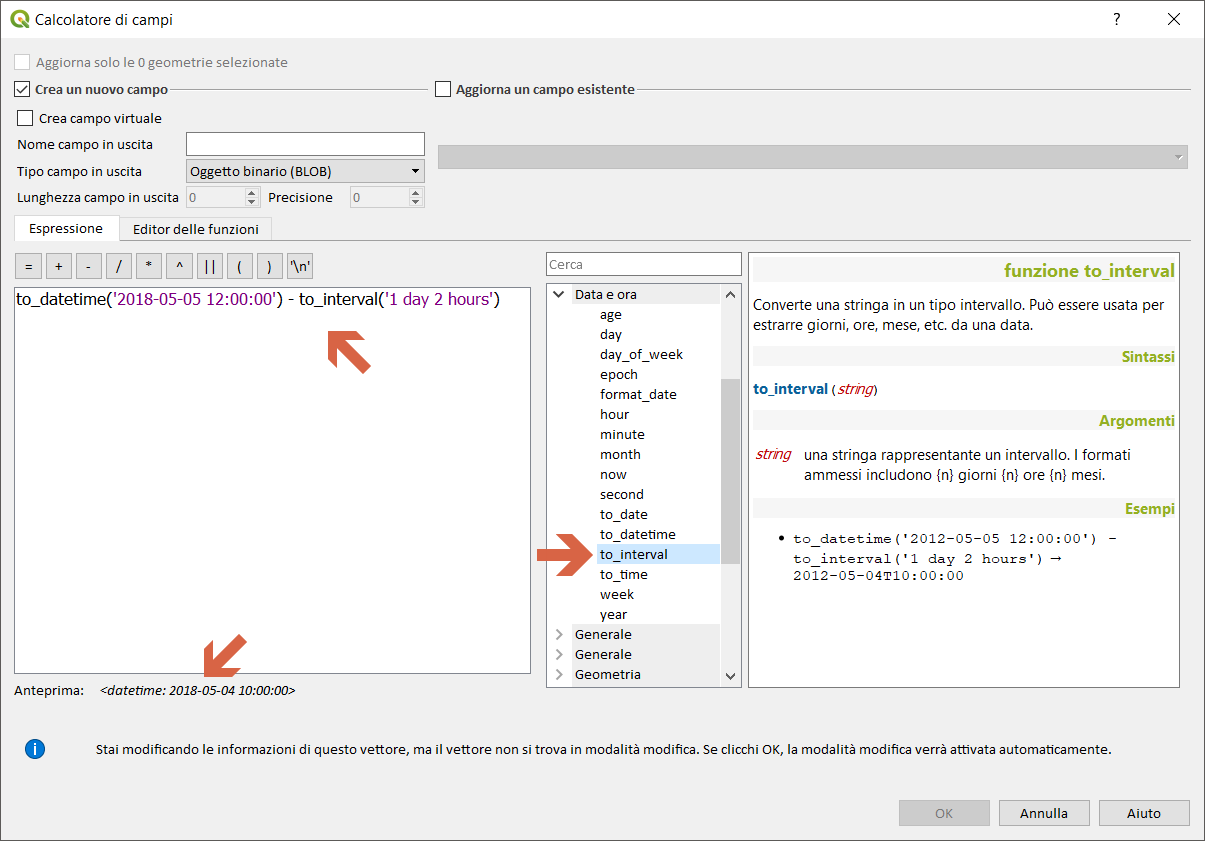 Calcolatore di campi
?
Aggiorna solo le 0 geometrie selezionate
Crea un nuovo campo
Aggiorna un campo esistente
Crea campo virtuale
Nome campo in uscita
Tipo campo in uscita
Oggetto binario (BLOB)
Lunghezza campo in uscita
0
Precisione
0
Espressione
Editor delle funzioni
= + - / * ^ || ( ) '\n'
to_datetime('2018-05-05 12:00:00') - to_interval('1 day 2 hours')
Anteprima: <datetime: 2018-05-04 10:00:00>
Cerca
Data e ora
age
day
day_of_week
epoch
format_date
hour
minute
month
now
second
to_date
to_datetime
to_interval
to_time
week
year
Generale
Generale
Geometria
funzione to_interval
Converte una stringa in un tipo intervallo. Può essere usata per
estrarre giorni, ore, mese, etc. da una data.
Sintassi
to_interval (string)
Argomenti
string una stringa rappresentante un intervallo. I formati
ammessi includono {n} giorni {n} ore {n} mesi.
Esempi
• to_datetime('2012-05-05 12:00:00') -
to_interval('1 day 2 hours') →
2012-05-04T10:00:00
i
Stai modificando le informazioni di questo vettore, ma il vettore non si trova in modalità modifica. Se clicchi OK, la modalità modifica verrà attivata automaticamente.
OK
Annulla
Aiuto